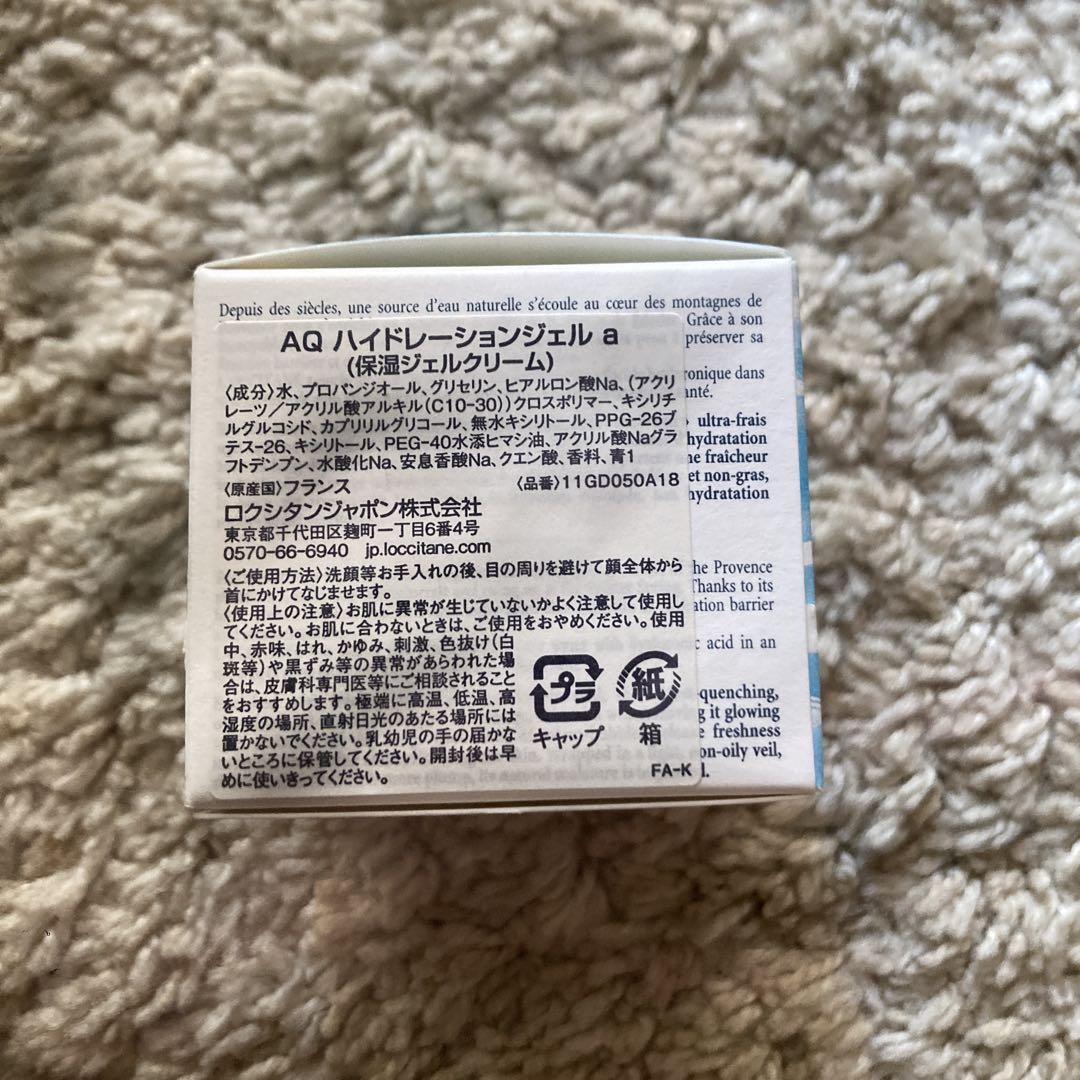 Depuis des siècles, une source d'eau naturelle s'écoule au cœur des montagnes de
Grâce à son
préserver sa
ronique dans
anté.
ultra-frais
hydratation
ne fraîcheur
et non-gras,
hydratation
AQ ハイドレーションジェル a
(保湿ジェルクリーム)
〈成分〉水、プロパンジオール、グリセリン、ヒアルロン酸Na、(アクリ
レーツ/アクリル酸アルキル(C10-30))クロスポリマー、キシリチ
ルグルコシド、カプリリルグリコール、無水キシリトール、PPG-26ブ
テス-26、キシリトール、PEG-40水添ヒマシ油、アクリル酸Naグラ
フトデンプン、水酸化Na、安息香酸Na、クエン酸、香料、青1
〈原産国〉フランス 〈品番〉11GD050A18
ロクシタンジャポン株式会社
東京都千代田区麹町一丁目6番4号
0570-66-6940 jp.loccitane.com
〈ご使用方法〉洗顔等お手入れの後、目の周りを避けて顔全体から
首にかけてなじませます。
〈使用上の注意〉お肌に異常が生じていないかよく注意して使用し
てください。お肌に合わないときは、ご使用をおやめください。使用
中、赤味、はれ、かゆみ、刺激、色抜け(白
斑等)や黒ずみ等の異常があらわれた場
合は、皮膚科専門医等にご相談されること
をおすすめします。極端に高温、低温、高
湿度の場所、直射日光のあたる場所には
置かないでください。乳幼児の手の届かな
いところに保管してください。開封後は早
めに使いきってください。
プラ
キャップ
紙
箱
FA-K
he Provence
Thanks to its
ation barrier
c acid in an
quenching,
g it glowing
e freshness
on-oily veil,
l.